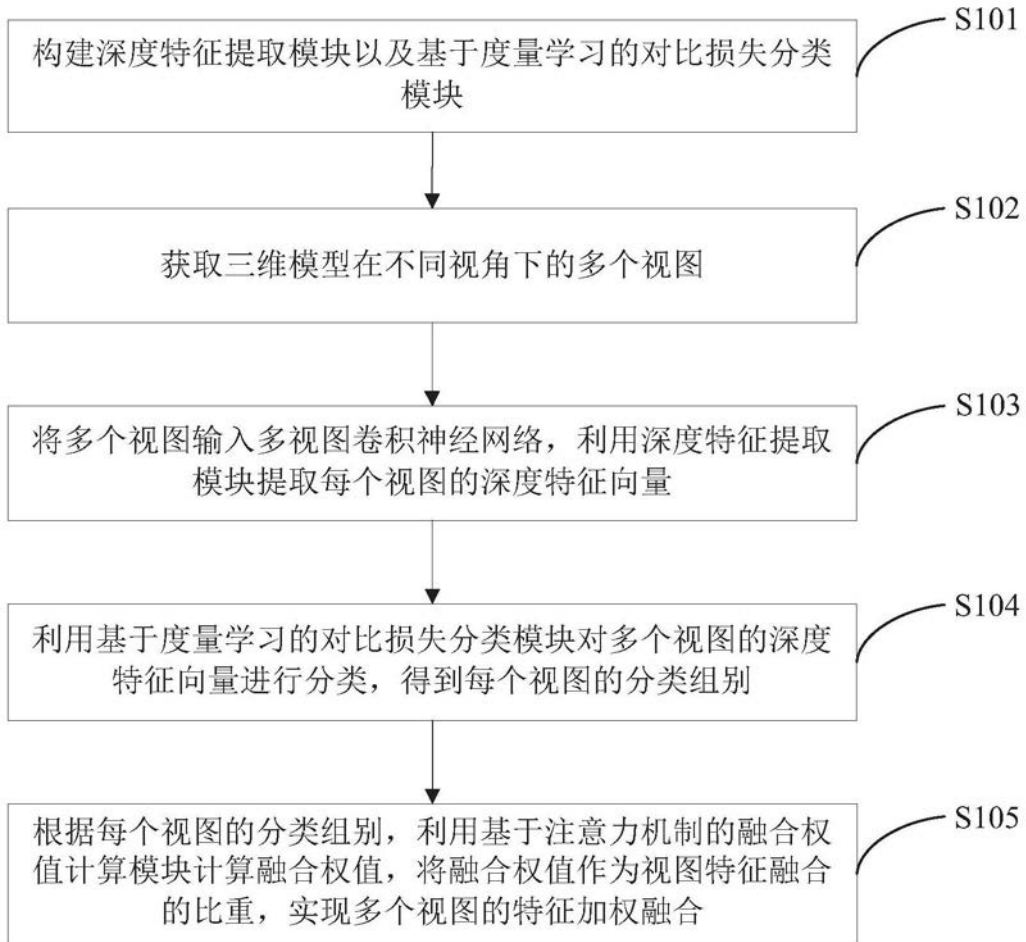 S101
构建深度特征提取模块以及基于度量学习的对比损失分类
模块
S102
获取三维模型在不同视角下的多个视图
S103
将多个视图输入多视图卷积神经网络，利用深度特征提取
模块提取每个视图的深度特征向量
S104
利用基于度量学习的对比损失分类模块对多个视图的深度
特征向量进行分类，得到每个视图的分类组别
S105
根据每个视图的分类组别，利用基于注意力机制的融合权
值计算模块计算融合权值，将融合权值作为视图特征融合
的比重，实现多个视图的特征加权融合